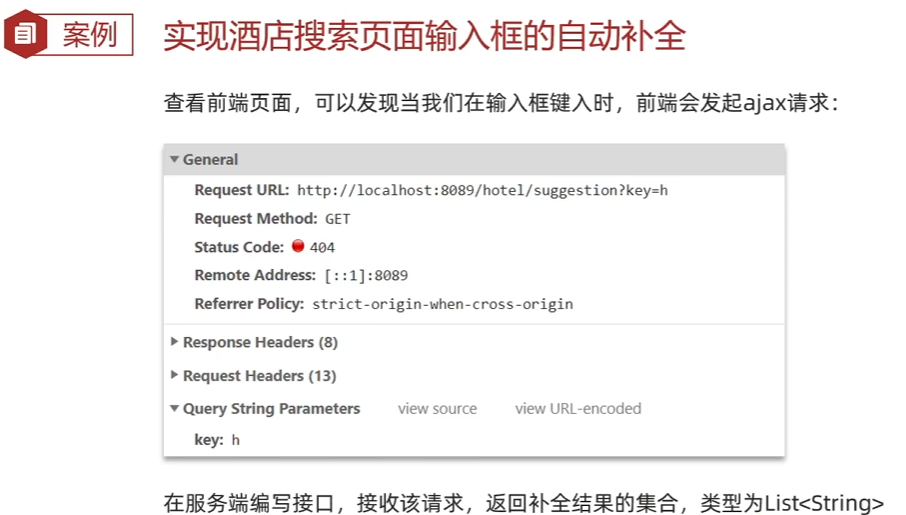 案例
实现酒店搜索页面输入框的自动补全
查看前端页面，可以发现当我们在输入框键入时，前端会发起ajax请求：
General
Request URL: http://localhost:8089/hotel/suggestion?key=h
Request Method: GET
Status Code: 404
Remote Address: [::1]:8089
Referrer Policy: strict-origin-when-cross-origin
Response Headers (8)
Request Headers (13)
Query String Parameters view source view URL-encoded
key: h
在服务端编写接口，接收该请求，返回补全结果的集合，类型为List<String>